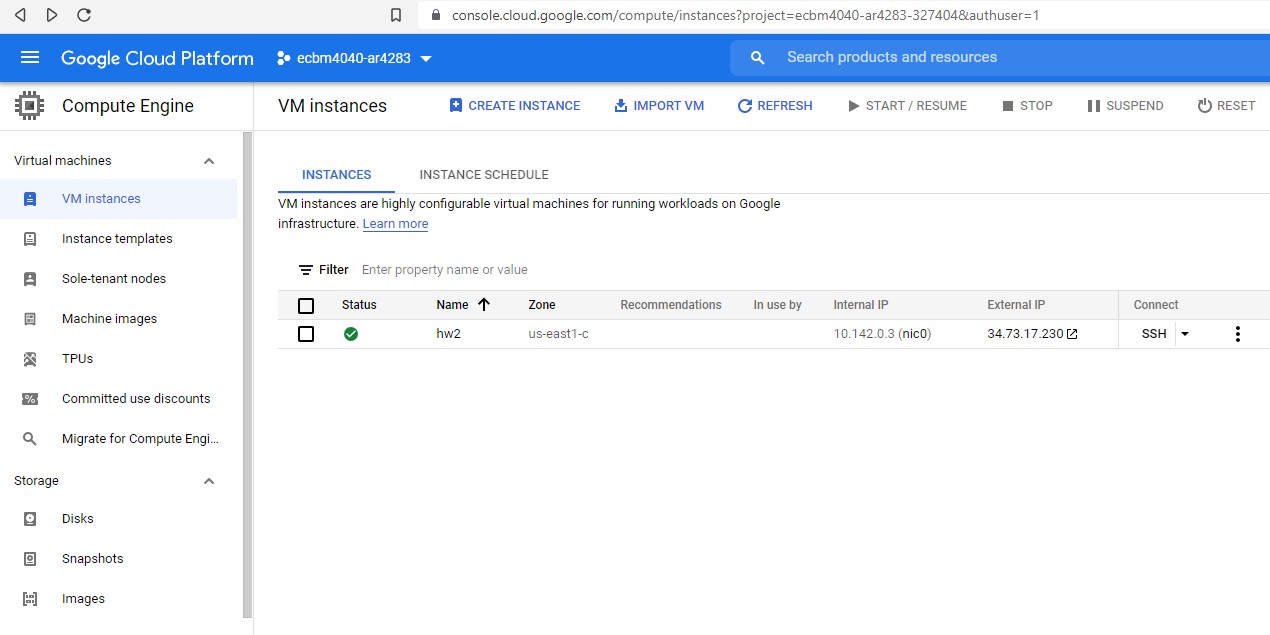 console.cloud.google.com/compute/instances?project=ecbm4040-ar4283-327404&authuser=1
Google Cloud Platform ecbm4040-ar4283 Search products and resources
Compute Engine VM instances CREATE INSTANCE IMPORT VM REFRESH START / RESUME STOP SUSPEND RESET
Virtual machines
VM instances
Instance templates
Sole-tenant nodes
Machine images
TPUs
Committed use discounts
Migrate for Compute Engi...
Storage
Disks
Snapshots
Images
INSTANCES INSTANCE SCHEDULE
VM instances are highly configurable virtual machines for running workloads on Google
infrastructure. Learn more
Filter Enter property name or value
Status Name Zone Recommendations In use by Internal IP External IP Connect
hw2 us-east1-c 10.142.0.3 (nic0) 34.73.17.230 SSH